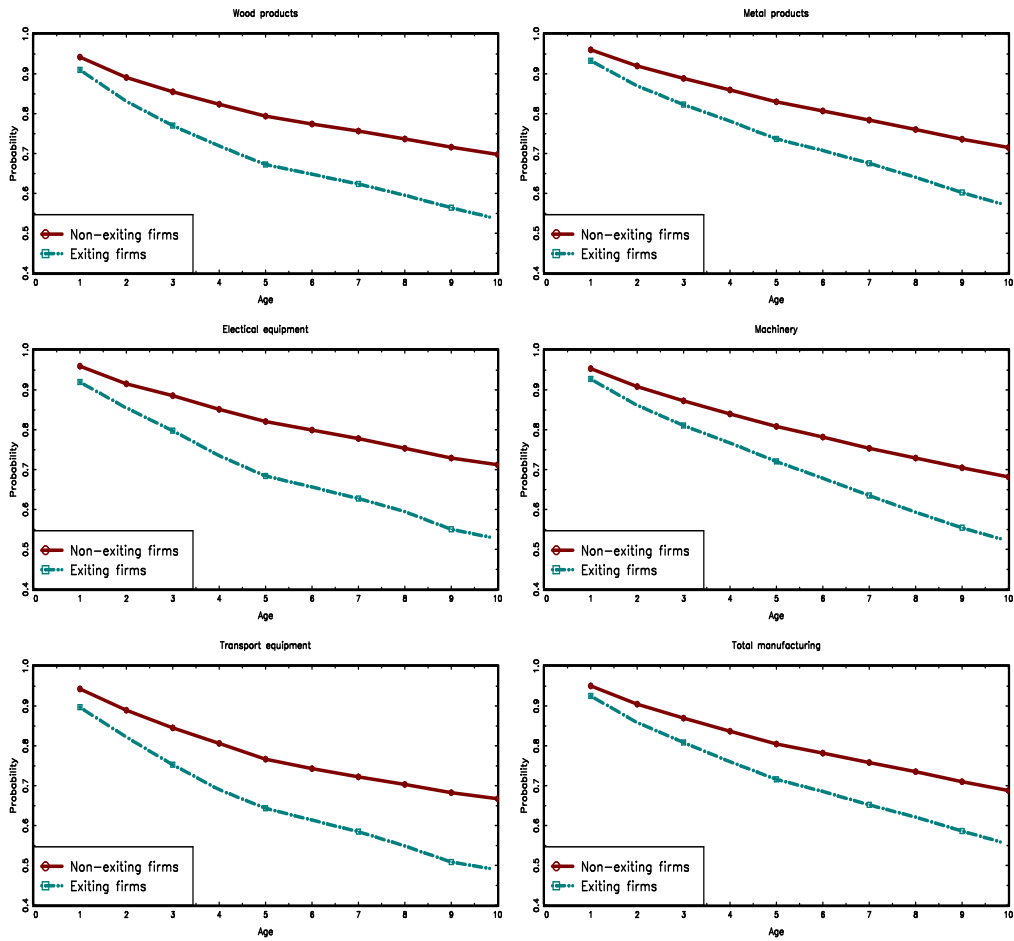 Wood products
Probability
1.0
0.9
0.8
0.7
0.6
0.5
0.4
Non-exiting firms
Exiting firms
0 1 2 3 4 5 6 7 8 9 10
Age
Metal products
Probability
1.0
0.9
0.8
0.7
0.6
0.5
0.4
Non-exiting firms
Exiting firms
0 1 2 3 4 5 6 7 8 9 10
Age
Electical equipment
Probability
1.0
0.9
0.8
0.7
0.6
0.5
0.4
Non-exiting firms
Exiting firms
0 1 2 3 4 5 6 7 8 9 10
Age
Machinery
Probability
1.0
0.9
0.8
0.7
0.6
0.5
0.4
Non-exiting firms
Exiting firms
0 1 2 3 4 5 6 7 8 9 10
Age
Transport equipment
Probability
1.0
0.9
0.8
0.7
0.6
0.5
0.4
Non-exiting firms
Exiting firms
0 1 2 3 4 5 6 7 8 9 10
Age
Total manufacturing
Probability
1.0
0.9
0.8
0.7
0.6
0.5
0.4
Non-exiting firms
Exiting firms
0 1 2 3 4 5 6 7 8 9 10
Age